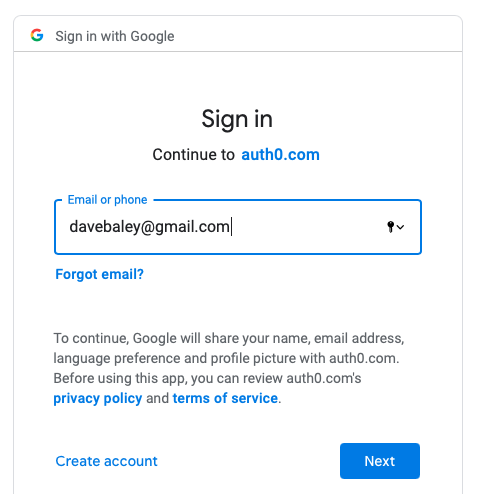 Sign in with Google
Sign in
Continue to auth0.com
Email or phone
davebaley@gmail.com
Forgot email?
To continue, Google will share your name, email address,
language preference and profile picture with auth0.com.
Before using this app, you can review auth0.com's
privacy policy and terms of service.
Create account
Next